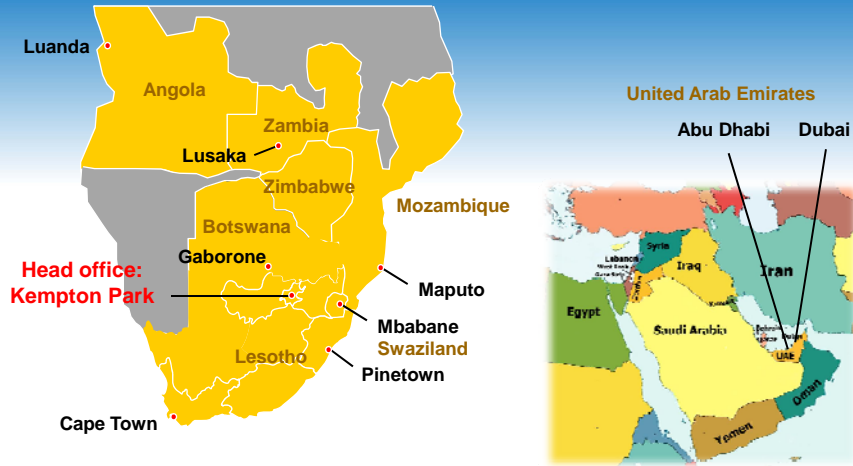 Luanda
Angola
Zambia
Lusaka
Zimbabwe
Mozambique
Botswana
Gaborone
Head office:
Kempton Park
Maputo
Mbabane
Swaziland
Lesotho
Pinetown
Cape Town
United Arab Emirates
Abu Dhabi Dubai
Syria
Lebanon
Iraq
Iran
Egypt
Saudi Arabia
UAE
Oman
Yemen